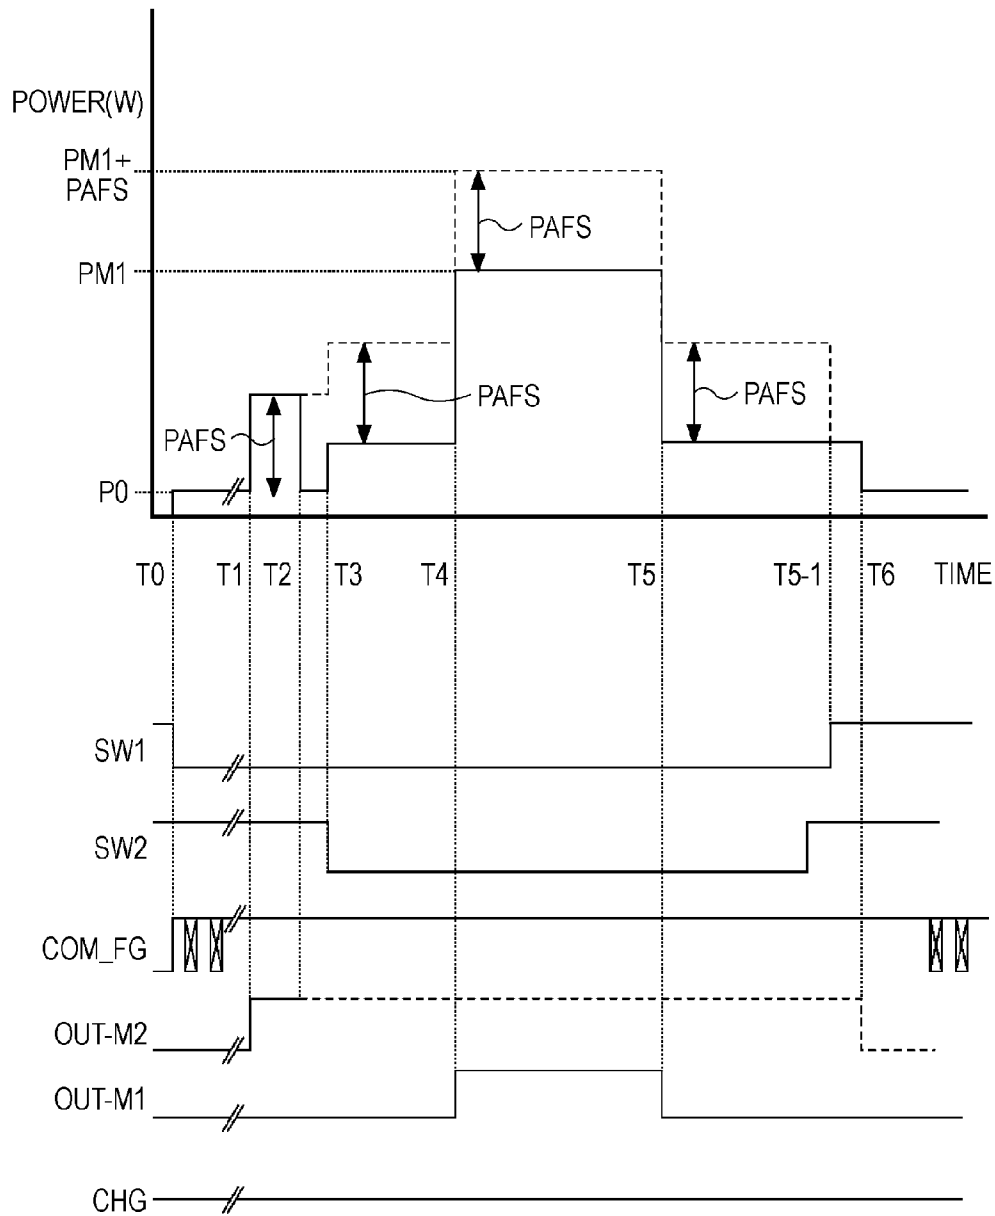 POWER(W)
PM1+
PAFS
PAFS
PM1
PAFS
PAFS
PAFS
P0
T0 T1 T2 T3 T4 T5 T5-1 T6 TIME
SW1
SW2
COM_FG
OUT-M2
OUT-M1
CHG